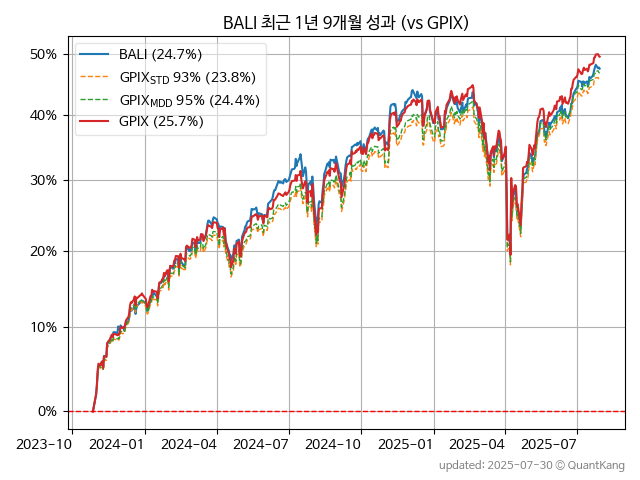 BALI 최근 1년 9개월 성과 (vs GPIX)
BALI (24.7%)
GPIX_STD 93% (23.8%)
GPIX_MDD 95% (24.4%)
GPIX (25.7%)
50%
40%
30%
20%
10%
0%
2023-10 2024-01 2024-04 2024-07 2024-10 2025-01 2025-04 2025-07
updated: 2025-07-30 © QuantKang